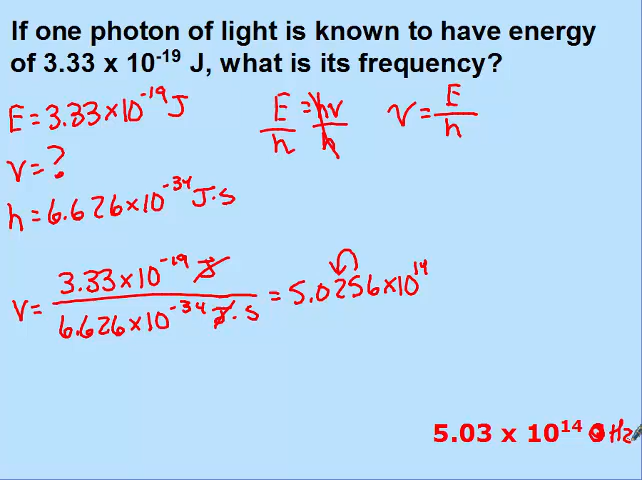 If one photon of light is known to have energy
of 3.33 x 10⁻¹⁹ J, what is its frequency?
E = 3.33 × 10⁻¹⁹ J
E/h = hν/h
ν = E/h
ν = ?
h = 6.626 × 10⁻³⁴ J·s
ν = 3.33 × 10⁻¹⁹ J / 6.626 × 10⁻³⁴ J·s = 5.0256 × 10¹⁴
5.03 x 10¹⁴ Hz